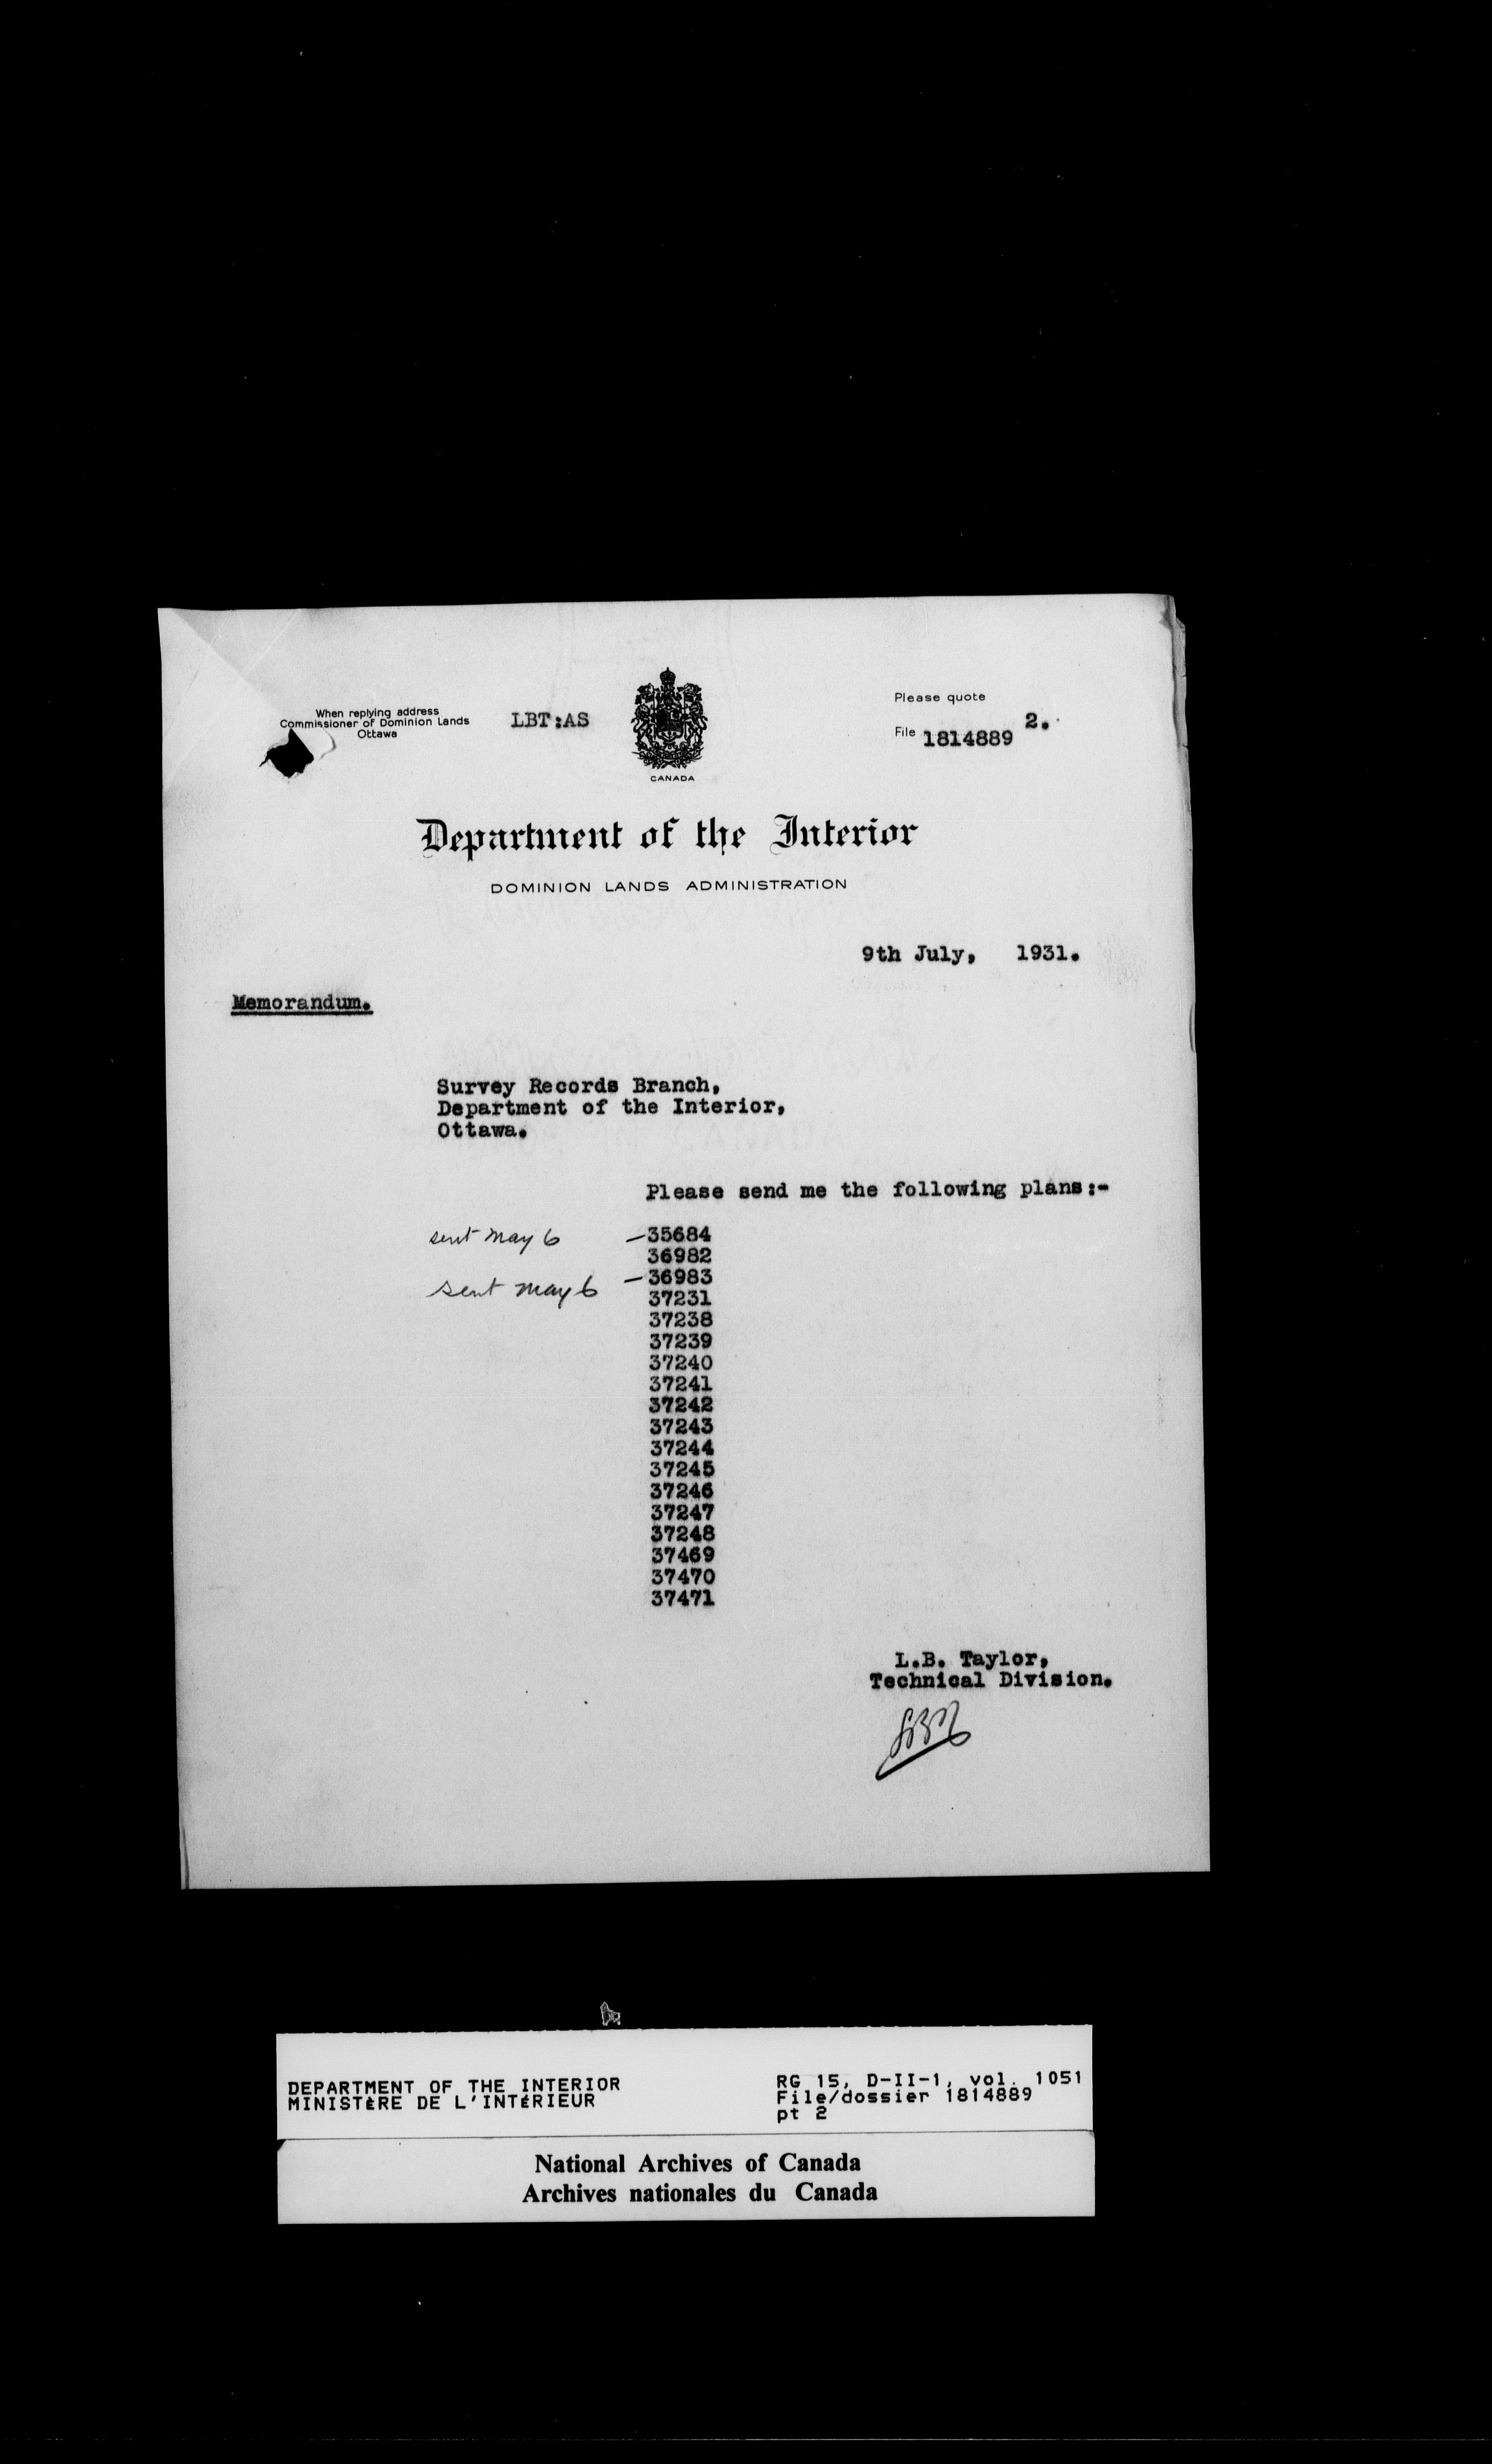 When replying address
Commissioner of Dominion Lands
Ottawa
LBT:AS
CANADA
Please quote
File 1814889 2.
Department of the Interior
DOMINION LANDS ADMINISTRATION
9th July, 1931.
Memorandum.
Survey Records Branch,
Department of the Interior,
Ottawa.
Please send me the following plans:-
sent May 6 —35684
36982
sent May 6 —36983
37231
37238
37239
37240
37241
37242
37243
37244
37245
37246
37247
37248
37469
37470
37471
L.B. Taylor,
Technical Division.
LBT
DEPARTMENT OF THE INTERIOR
MINISTÈRE DE L'INTÉRIEUR
RG 15, D-II-1, vol. 1051
File/dossier 1814889
pt 2
National Archives of Canada
Archives nationales du Canada